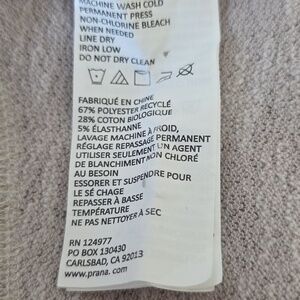 MACHINE WASH COLD
PERMANENT PRESS
NON-CHLORINE BLEACH
WHEN NEEDED
LINE DRY
IRON LOW
DO NOT DRY CLEAN
FABRIQUÉ EN CHINE
67% POLYESTER RECYCLÉ
28% COTON BIOLOGIQUE
5% ÉLASTHANNE
LAVAGE MACHINE À FROID,
RÉGLAGE REPASSAGE PERMANENT
UTILISER SEULEMENT UN AGENT
DE BLANCHIMENT NON CHLORÉ
AU BESOIN
ESSORER ET SUSPENDRE POUR
LE SÉCHAGE
REPASSER À BASSE
TEMPÉRATURE
NE PAS NETTOYER À SEC
RN 124977
PO BOX 130430
CARLSBAD, CA 92013
www.prana.com